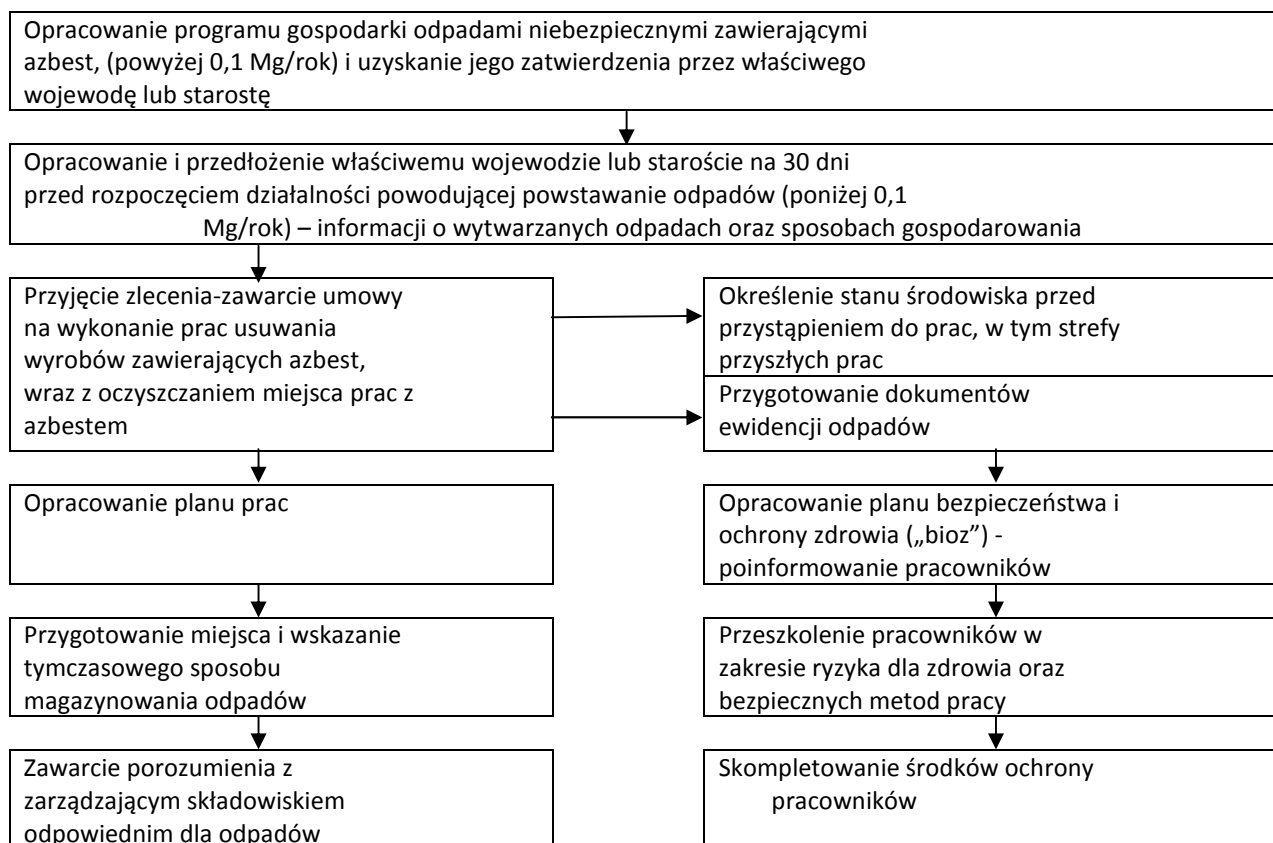 Opracowanie programu gospodarki odpadami niebezpiecznymi zawierającymi
azbest, (powyżej 0,1 Mg/rok) i uzyskanie jego zatwierdzenia przez właściwego
wojewodę lub starostę
Opracowanie i przedłożenie właściwemu wojewodzie lub staroście na 30 dni
przed rozpoczęciem działalności powodującej powstawanie odpadów (poniżej 0,1
Mg/rok) – informacji o wytwarzanych odpadach oraz sposobach gospodarowania
Przyjęcie zlecenia-zawarcie umowy
na wykonanie prac usuwania
wyrobów zawierających azbest,
wraz z oczyszczaniem miejsca prac z
azbestem
Określenie stanu środowiska przed
przystąpieniem do prac, w tym strefy
przyszłych prac
Przygotowanie dokumentów
ewidencji odpadów
Opracowanie planu prac
Opracowanie planu bezpieczeństwa i
ochrony zdrowia („bioz”) -
poinformowanie pracowników
Przygotowanie miejsca i wskazanie
tymczasowego sposobu
magazynowania odpadów
Przeszkolenie pracowników w
zakresie ryzyka dla zdrowia oraz
bezpiecznych metod pracy
Zawarcie porozumienia z
zarządzającym składowiskiem
odpowiednim dla odpadów
Skompletowanie środków ochrony
pracowników